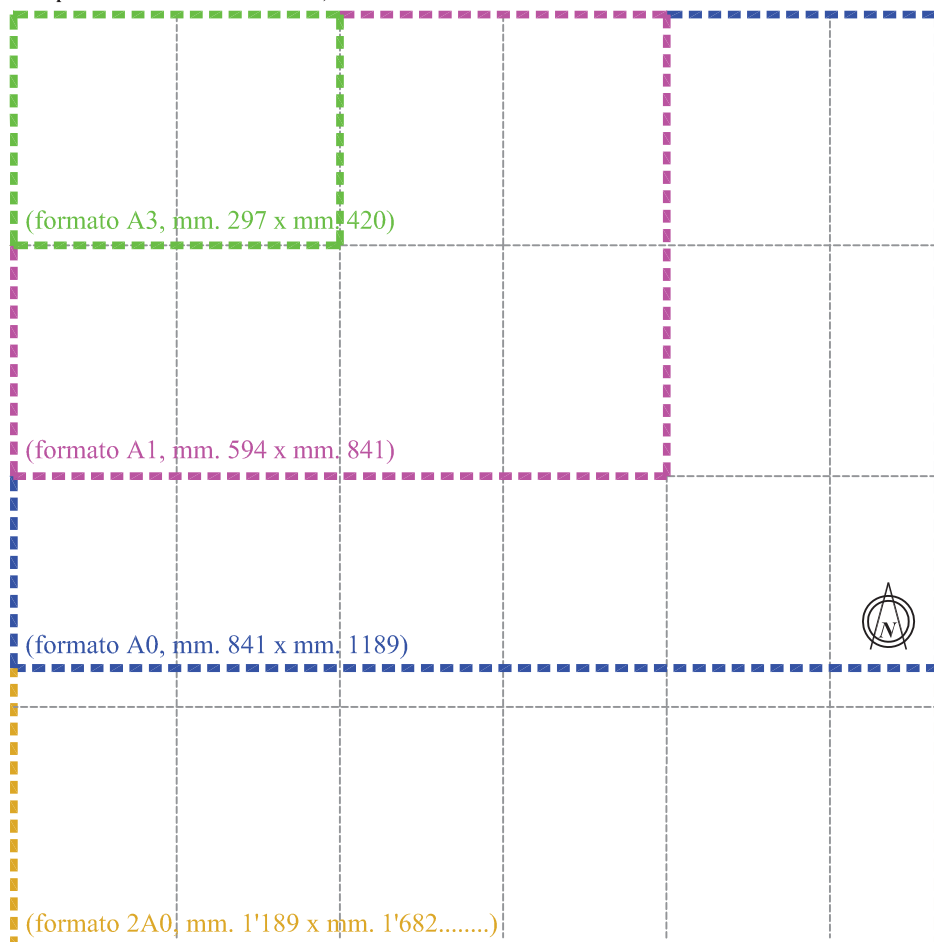 (formato A3, mm. 297 x mm. 420)
(formato A1, mm. 594 x mm. 841)
N
(formato A0, mm. 841 x mm. 1189)
(formato 2A0, mm. 1'189 x mm. 1'682........)